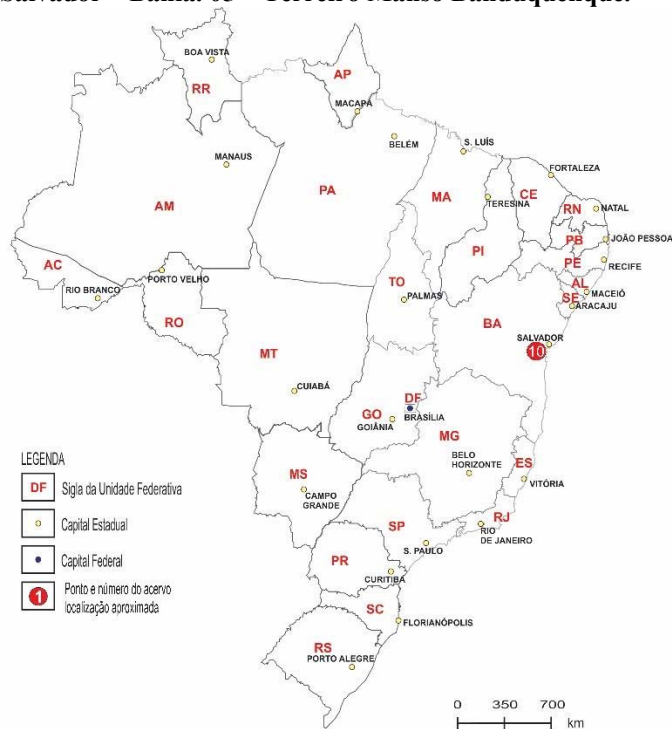 Salvador – Bahia. 03 – Terreiro Manso Banduquenque.
BOA VISTA
RR
AP
MACAPÁ
BELÉM
MANAUS
S. LUÍS
FORTALEZA
AM
PA
MA
TERESINA
CE
RN
NATAL
PB
JOÃO PESSOA
PI
PE
RECIFE
AC
PORTO VELHO
TO
AL
MACEIÓ
RIO BRANCO
PALMAS
SE
ARACAJU
RO
BA
SALVADOR
10
MT
CUIABÁ
DF
GO
BRASÍLIA
GOIÂNIA
MG
BELO
HORIZONTE
ES
VITÓRIA
MS
CAMPO
GRANDE
SP
RJ
RIO
DE JANEIRO
S. PAULO
PR
CURITIBA
SC
FLORIANÓPOLIS
RS
PORTO ALEGRE
LEGENDA
DF Sigla da Unidade Federativa
Capital Estadual
Capital Federal
1 Ponto e número do acervo
localização aproximada
0 350 700
km